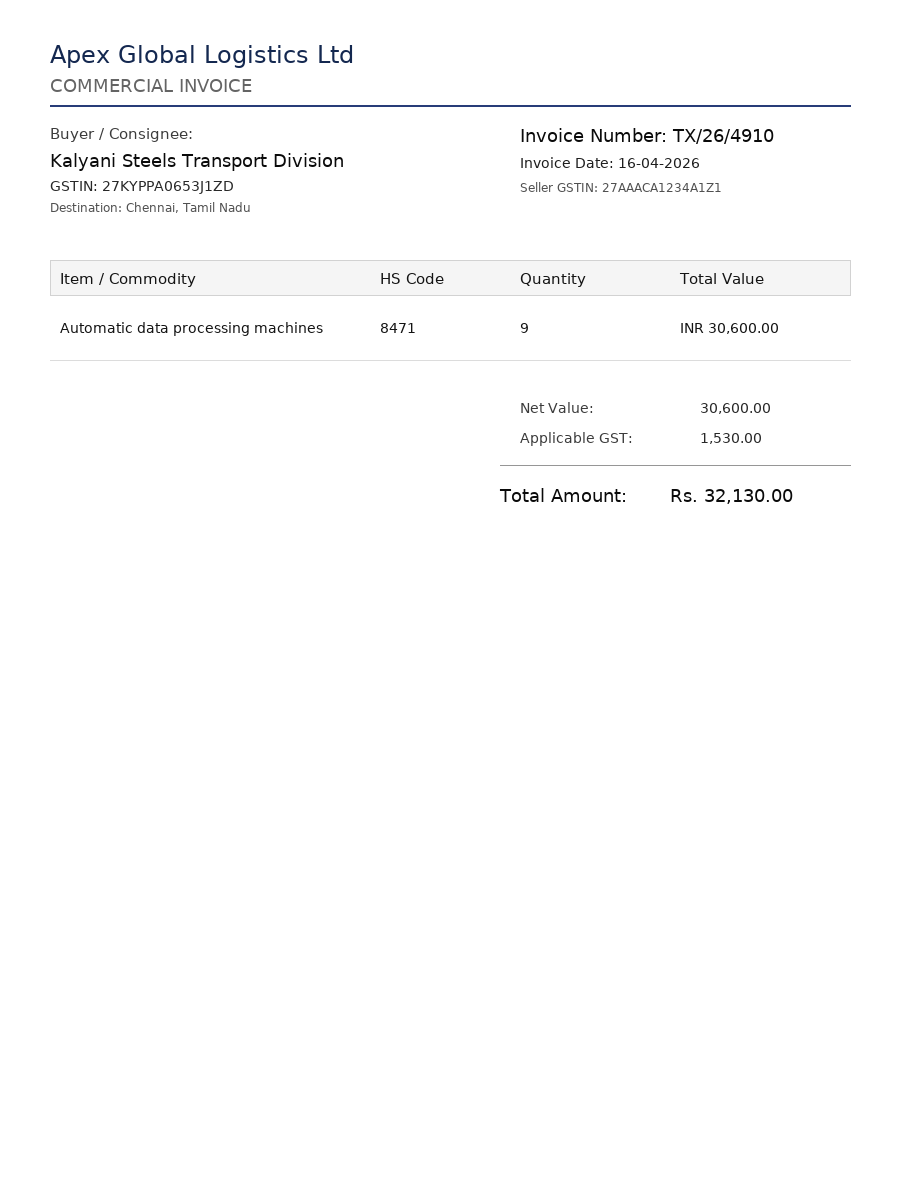 Apex Global Logistics Ltd
COMMERCIAL INVOICE
Buyer / Consignee:
Kalyani Steels Transport Division
GSTIN: 27KYPPA0653J1ZD
Destination: Chennai, Tamil Nadu
Invoice Number: TX/26/4910
Invoice Date: 16-04-2026
Seller GSTIN: 27AAACA1234A1Z1
Item / Commodity HS Code Quantity Total Value
Automatic data processing machines 8471 9 INR 30,600.00
Net Value: 30,600.00
Applicable GST: 1,530.00
Total Amount: Rs. 32,130.00